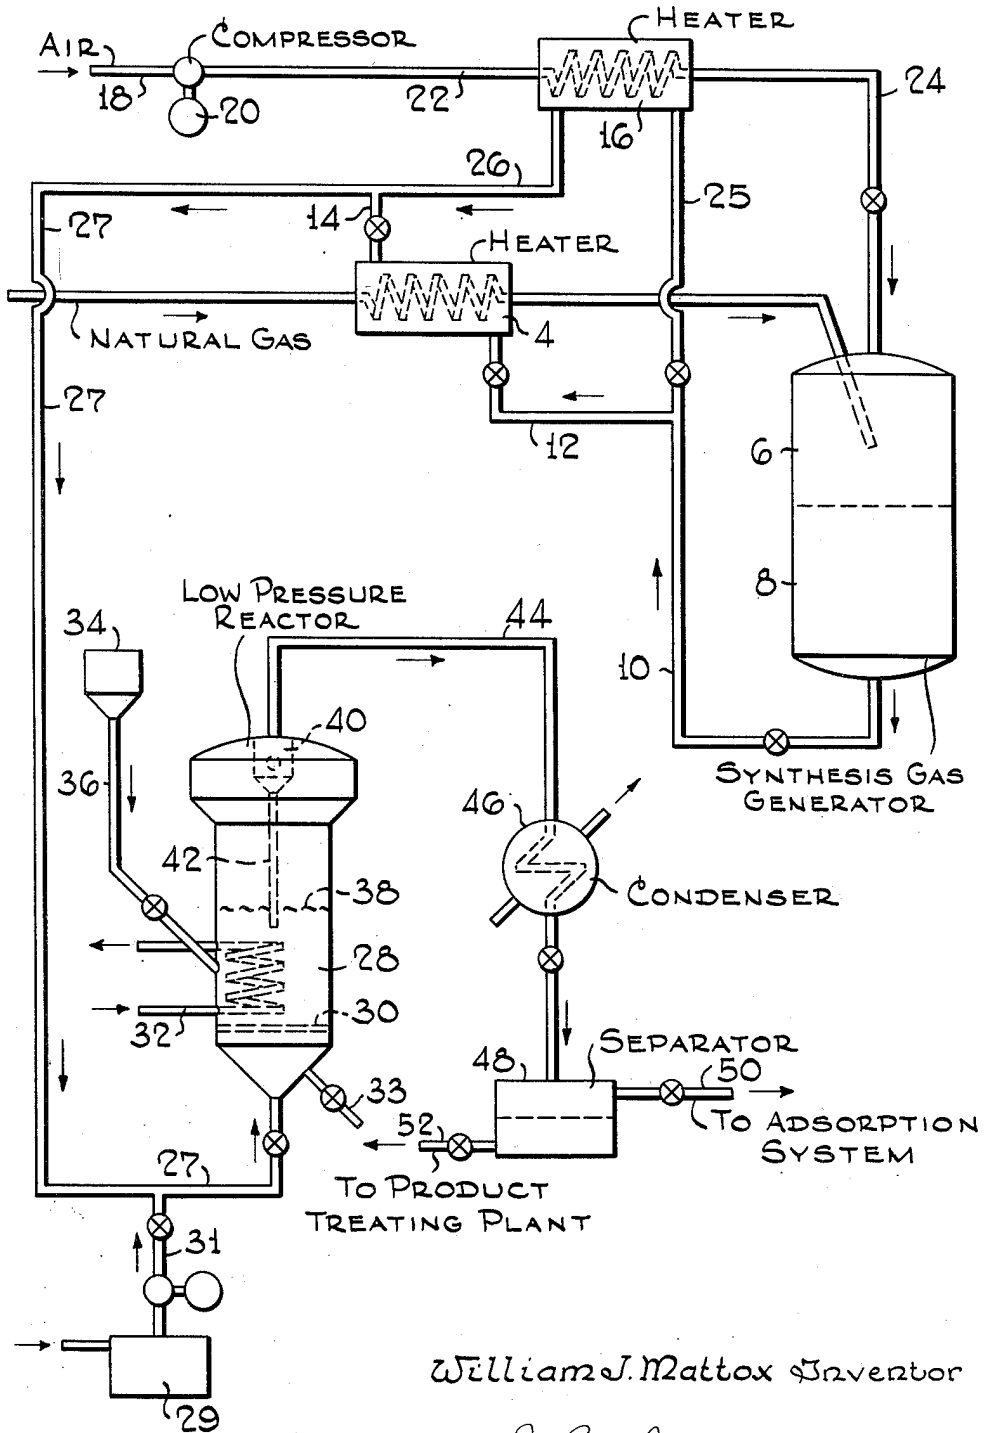 HEATER
AIR
COMPRESSOR
18
20
22
16
24
26
25
14
27
HEATER
4
NATURAL GAS
27
12
6
8
LOW PRESSURE
REACTOR
34
44
10
40
36
SYNTHESIS GAS
GENERATOR
46
42
38
CONDENSER
28
30
32
48
SEPARATOR
50
33
52
TO ADSORPTION
SYSTEM
27
TO PRODUCT
TREATING PLANT
31
29
William J. Mattox Inventor